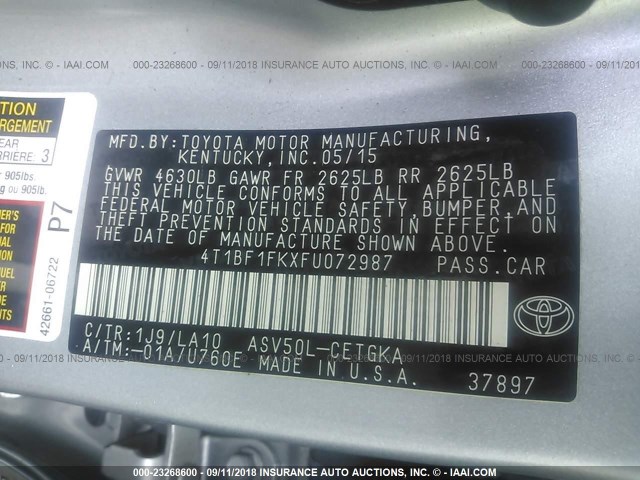 000-23268600 - 09/11/2018 INSURANCE AUTO AUCTIONS, INC. - IAAI.COM
MFD.BY:TOYOTA MOTOR MANUFACTURING,
KENTUCKY, INC.05/15
GVWR 4630LB GAWR FR 2625LB RR 2625LB
THIS VEHICLE CONFORMS TO ALL APPLICABLE
FEDERAL MOTOR VEHICLE SAFETY,BUMPER,AND
THEFT PREVENTION STANDARDS IN EFFECT ON
THE DATE OF MANUFACTURE SHOWN ABOVE.
4T1BF1FKXFU072987 PASS.CAR
C/TR:1J9/LA10 ASV50L-CETGKA
A/TM:-01A/U760E MADE IN U.S.A.
37897
P7
42661-06722
000-23268600 - 09/11/2018 INSURANCE AUTO AUCTIONS, INC. - IAAI.COM